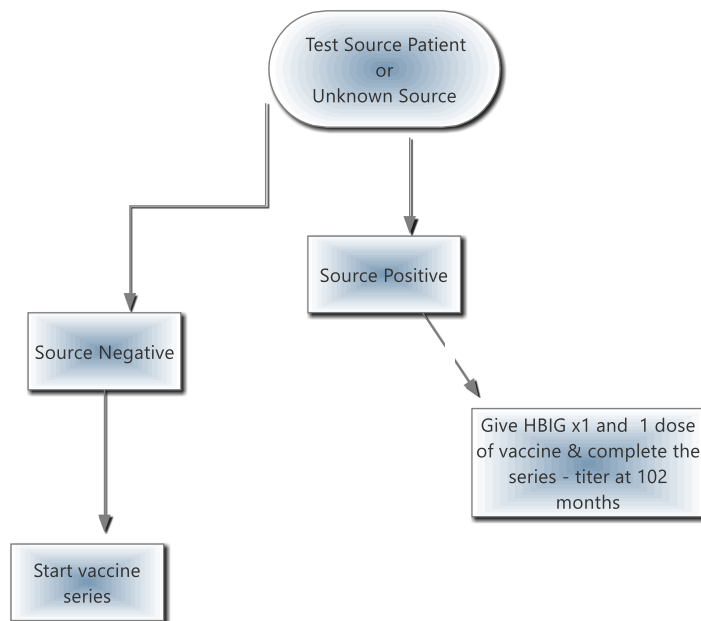 Test Source Patient
or
Unknown Source
Source Positive
Source Negative
Give HBIG x1 and 1 dose
of vaccine & complete the
series - titer at 102
months
Start vaccine
series